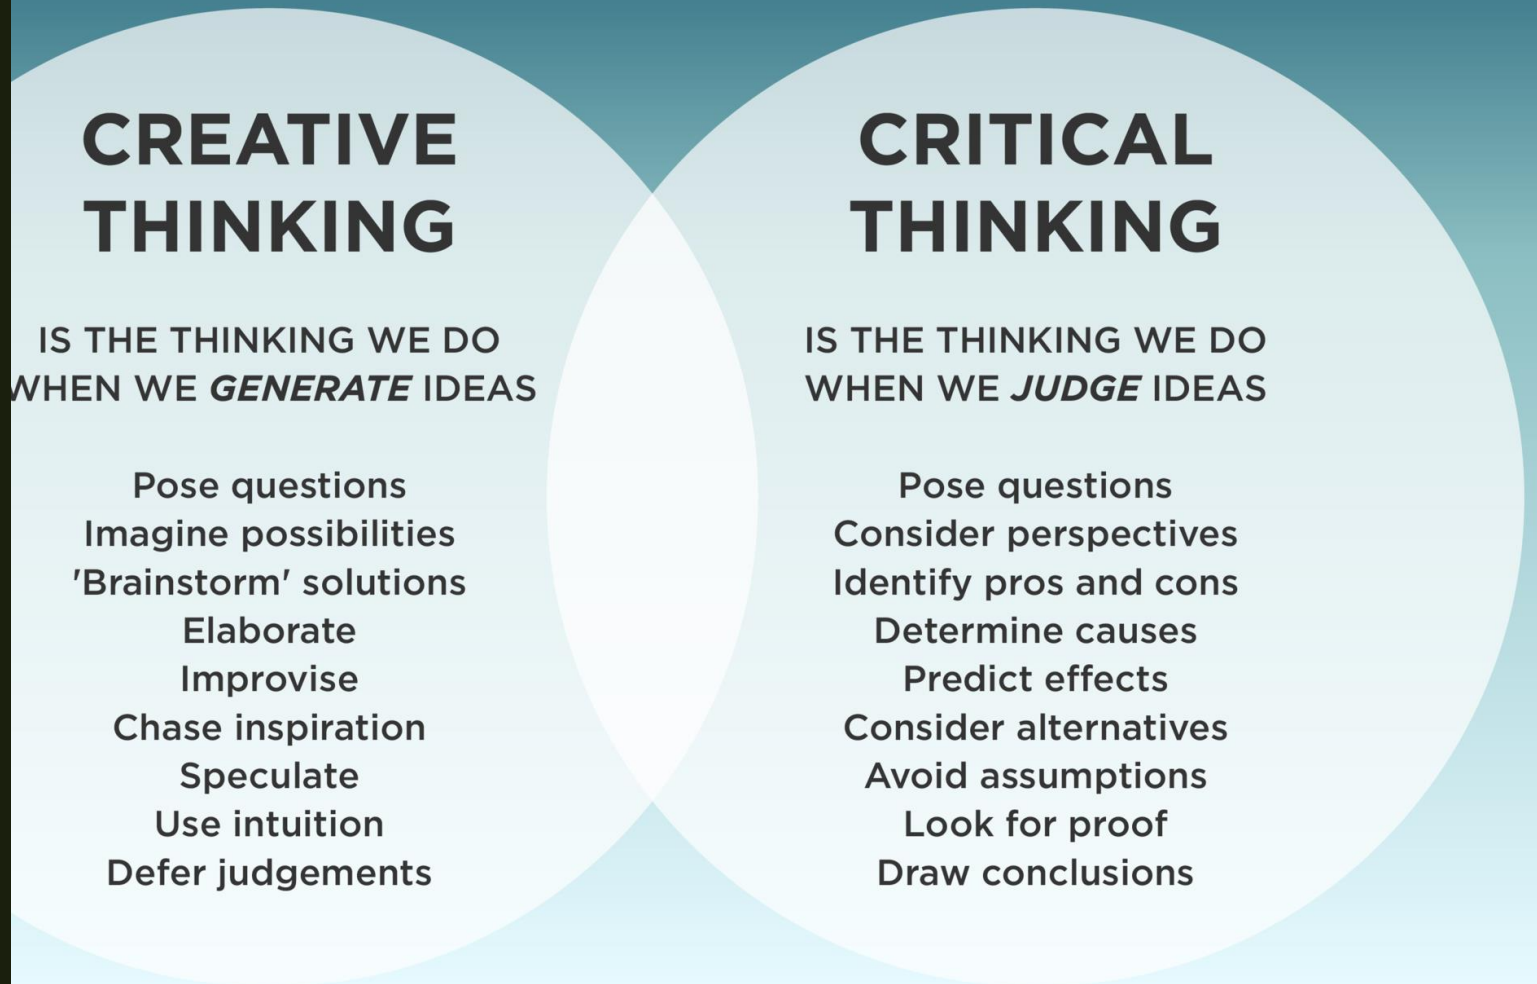 CREATIVE
THINKING
IS THE THINKING WE DO
WHEN WE GENERATE IDEAS
Pose questions
Imagine possibilities
'Brainstorm' solutions
Elaborate
Improvise
Chase inspiration
Speculate
Use intuition
Defer judgements
CRITICAL
THINKING
IS THE THINKING WE DO
WHEN WE JUDGE IDEAS
Pose questions
Consider perspectives
Identify pros and cons
Determine causes
Predict effects
Consider alternatives
Avoid assumptions
Look for proof
Draw conclusions